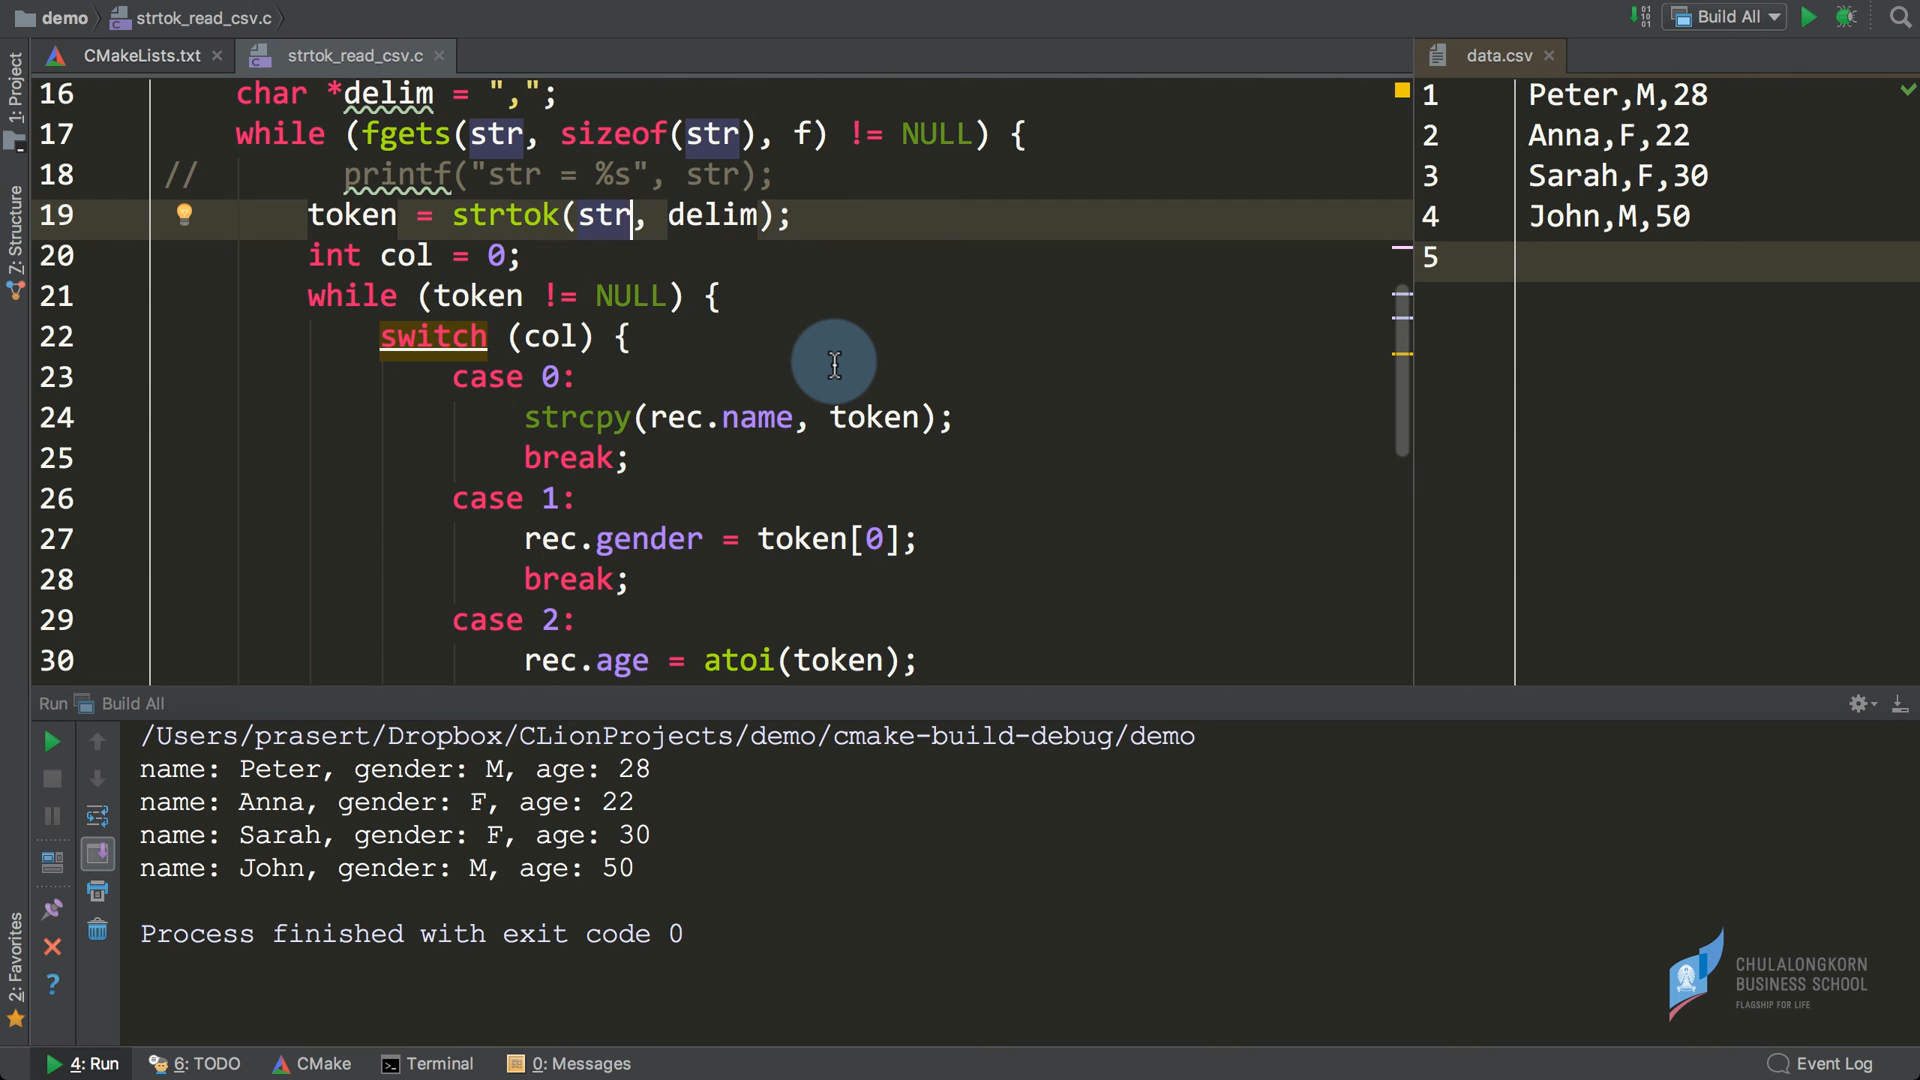 demo strtok_read_csv.c
Build All
1: Project
Z: Structure
2: Favorites
CMakeLists.txt
strtok_read_csv.c
data.csv
16 char *delim = ",";
17 while (fgets(str, sizeof(str), f) != NULL) {
18 // printf("str = %s", str);
19 token = strtok(str, delim);
20 int col = 0;
21 while (token != NULL) {
22 switch (col) {
23 case 0:
24 strcpy(rec.name, token);
25 break;
26 case 1:
27 rec.gender = token[0];
28 break;
29 case 2:
30 rec.age = atoi(token);
1 Peter,M,28
2 Anna,F,22
3 Sarah,F,30
4 John,M,50
5
Run Build All
/Users/prasert/Dropbox/CLionProjects/demo/cmake-build-debug/demo
name: Peter, gender: M, age: 28
name: Anna, gender: F, age: 22
name: Sarah, gender: F, age: 30
name: John, gender: M, age: 50
Process finished with exit code 0
CHULALONGKORN
BUSINESS SCHOOL
FLAGSHIP FOR LIFE
4: Run 6: TODO CMake Terminal 0: Messages Event Log